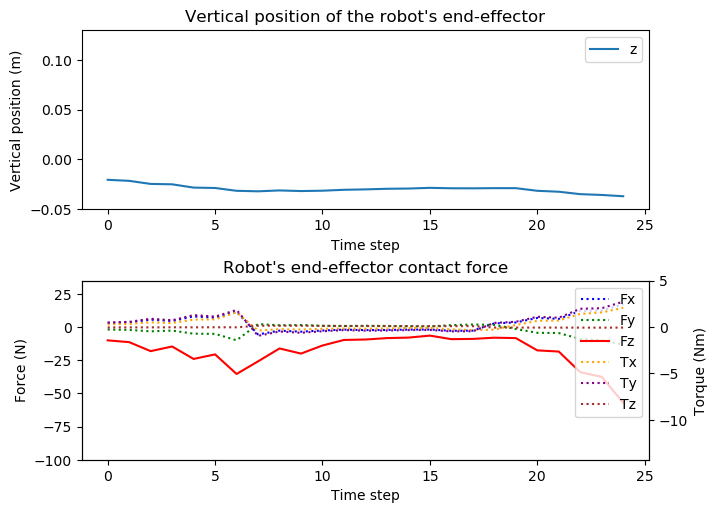 Vertical position of the robot's end-effector
Vertical position (m)
0.10
0.05
0.00
−0.05
z
0 5 10 15 20 25
Time step
Robot's end-effector contact force
Force (N)
25
0
−25
−50
−75
−100
Fx
Fy
Fz
Tx
Ty
Tz
5
0
−5
−10
Torque (Nm)
0 5 10 15 20 25
Time step